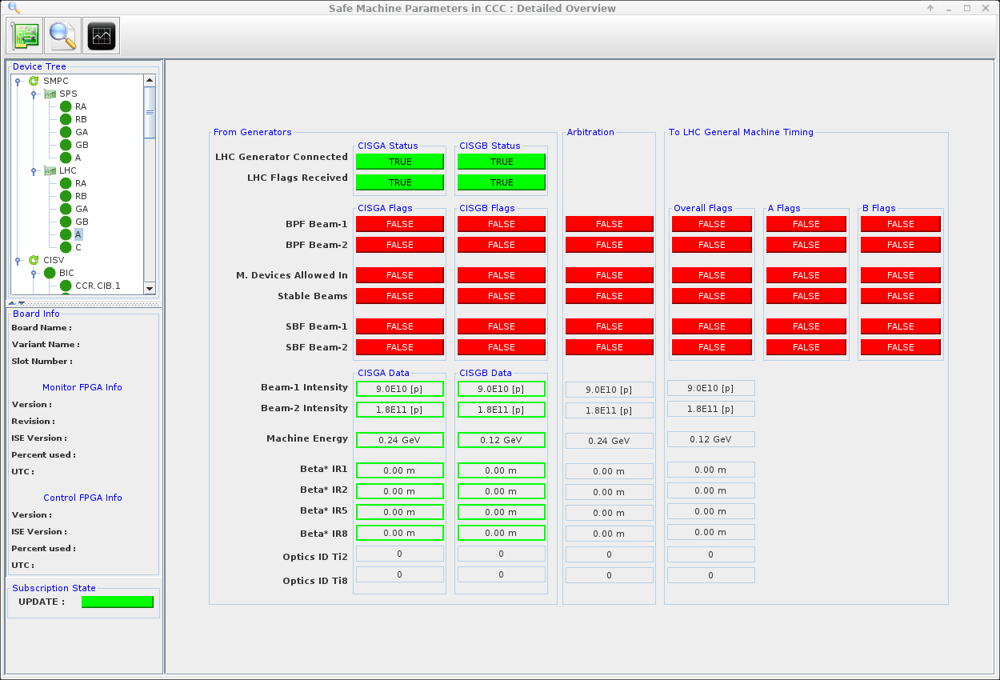 Safe Machine Parameters in CCC : Detailed Overview
Device Tree
SMPC
SPS
RA
RB
GA
GB
A
LHC
RA
RB
GA
GB
A
C
CISV
BIC
CCR.CIB.1
Board Info
Board Name :
Variant Name :
Slot Number :
Monitor FPGA Info
Version :
Revision :
ISE Version :
Percent used :
UTC :
Control FPGA Info
Version :
ISE Version :
Percent used :
UTC :
Subscription State
UPDATE :
From Generators Arbitration To LHC General Machine Timing
CISGA Status CISGB Status
LHC Generator Connected TRUE TRUE
LHC Flags Received TRUE TRUE
CISGA Flags CISGB Flags Overall Flags A Flags B Flags
BPF Beam-1 FALSE FALSE FALSE FALSE FALSE FALSE
BPF Beam-2 FALSE FALSE FALSE FALSE FALSE FALSE
M. Devices Allowed In FALSE FALSE FALSE FALSE FALSE FALSE
Stable Beams FALSE FALSE FALSE FALSE FALSE FALSE
SBF Beam-1 FALSE FALSE FALSE FALSE FALSE FALSE
SBF Beam-2 FALSE FALSE FALSE FALSE FALSE FALSE
CISGA Data CISGB Data
Beam-1 Intensity 9.0E10 [p] 9.0E10 [p] 9.0E10 [p] 9.0E10 [p]
Beam-2 Intensity 1.8E11 [p] 1.8E11 [p] 1.8E11 [p] 1.8E11 [p]
Machine Energy 0.24 GeV 0.12 GeV 0.24 GeV 0.12 GeV
Beta* IR1 0.00 m 0.00 m 0.00 m 0.00 m
Beta* IR2 0.00 m 0.00 m 0.00 m 0.00 m
Beta* IR5 0.00 m 0.00 m 0.00 m 0.00 m
Beta* IR8 0.00 m 0.00 m 0.00 m 0.00 m
Optics ID Ti2 0 0 0 0
Optics ID Ti8 0 0 0 0